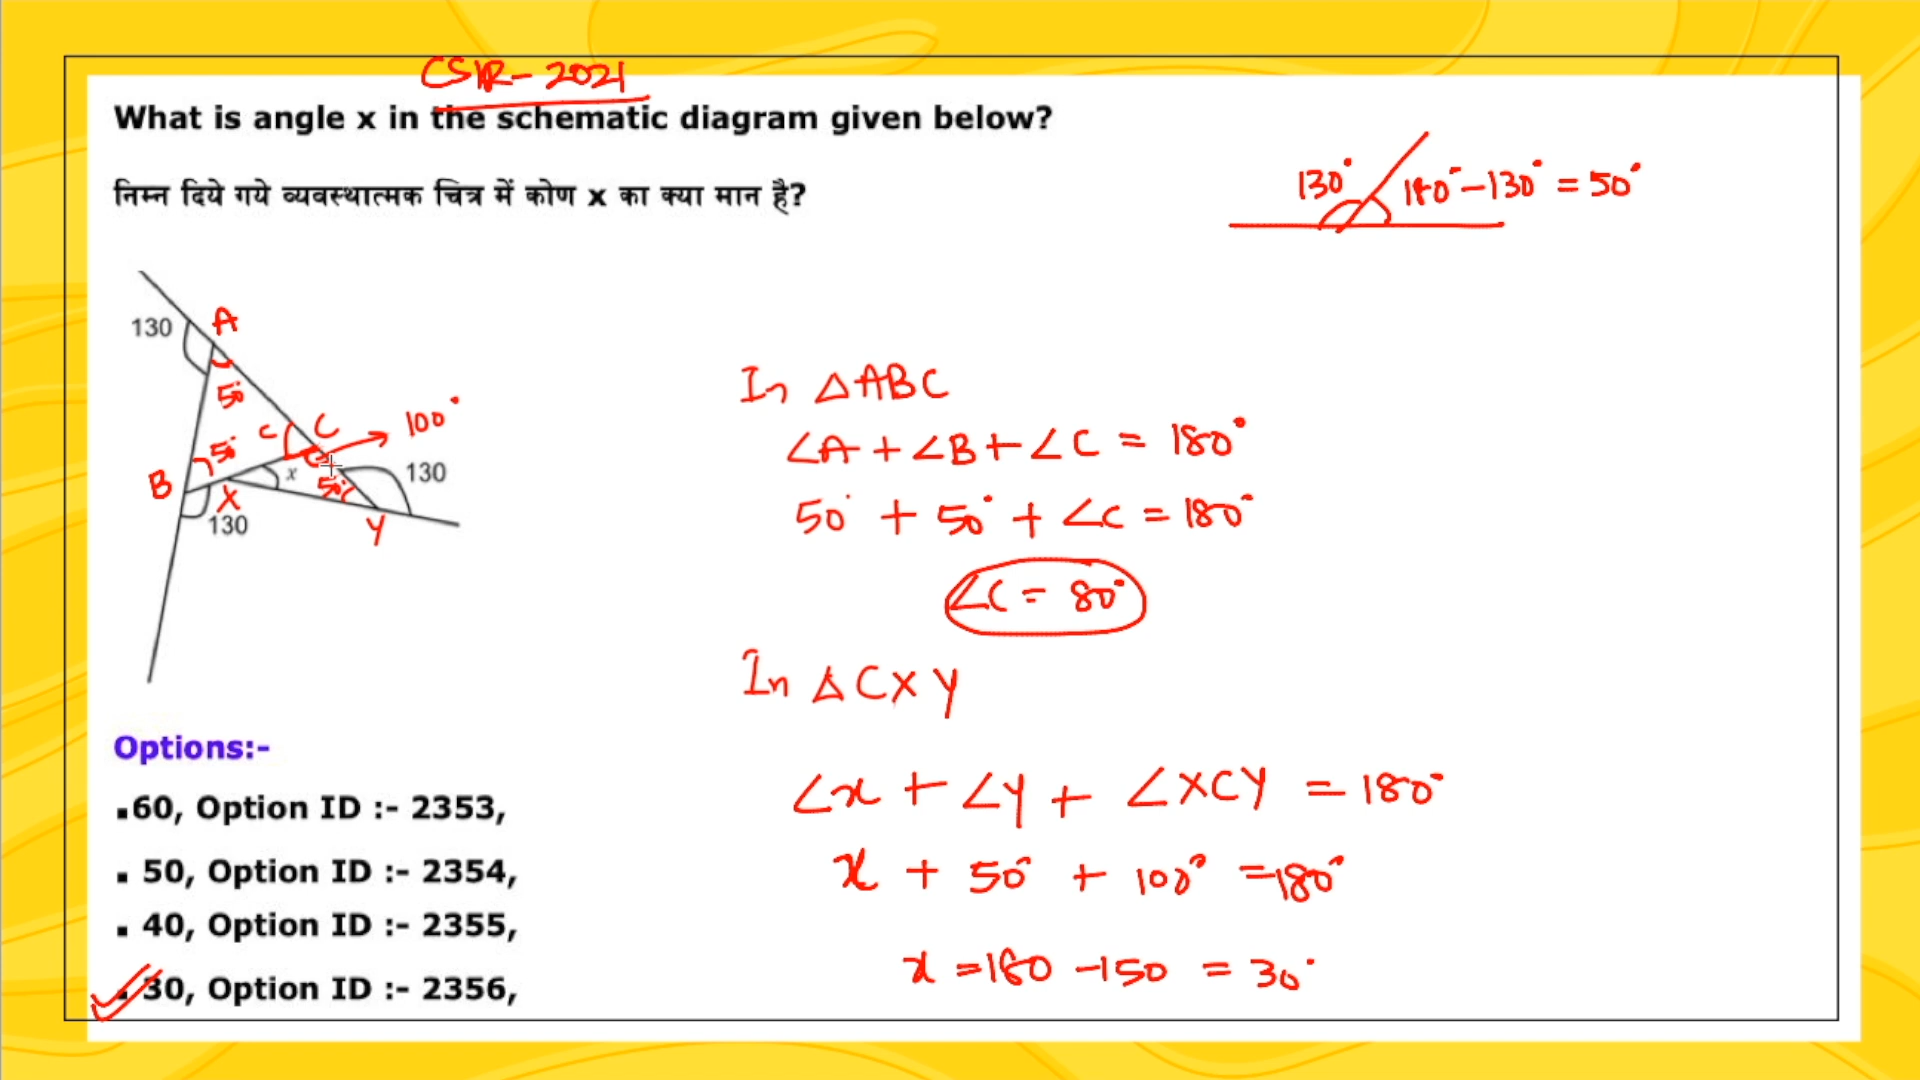 CSIR- 2021
What is angle x in the schematic diagram given below?
निम्न दिये गये व्यवस्थात्मक चित्र में कोण x का क्या मान है?
130° 180°-130° = 50°
130 A
50
C C 100°
50°
B x 50° 130
X
130 Y
In △ABC
∠A + ∠B + ∠C = 180°
50° + 50° + ∠C = 180°
∠C = 80°
In △CXY
∠x + ∠Y + ∠XCY = 180°
x + 50° + 100° = 180°
x = 180 - 150 = 30°
Options:-
▪60, Option ID :- 2353,
▪ 50, Option ID :- 2354,
▪ 40, Option ID :- 2355,
▪ 30, Option ID :- 2356,